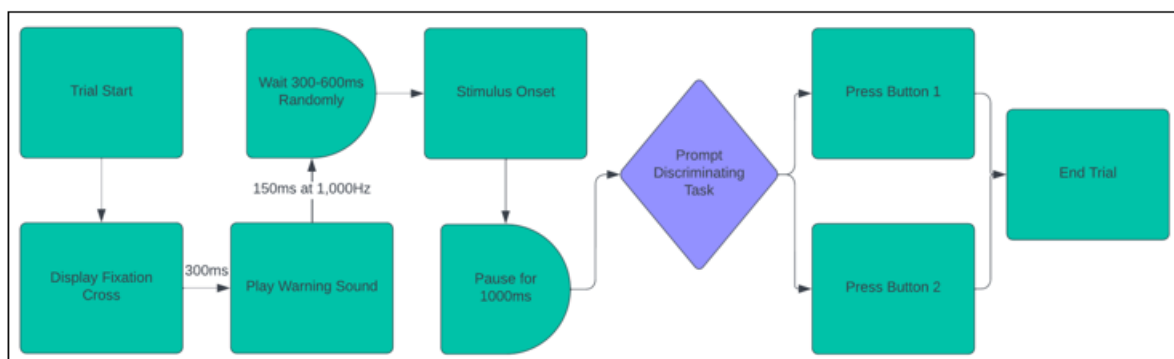 Trial Start
Display Fixation
Cross
300ms
Play Warning Sound
150ms at 1,000Hz
Wait 300-600ms
Randomly
Stimulus Onset
Pause for
1000ms
Prompt
Discriminating
Task
Press Button 1
Press Button 2
End Trial